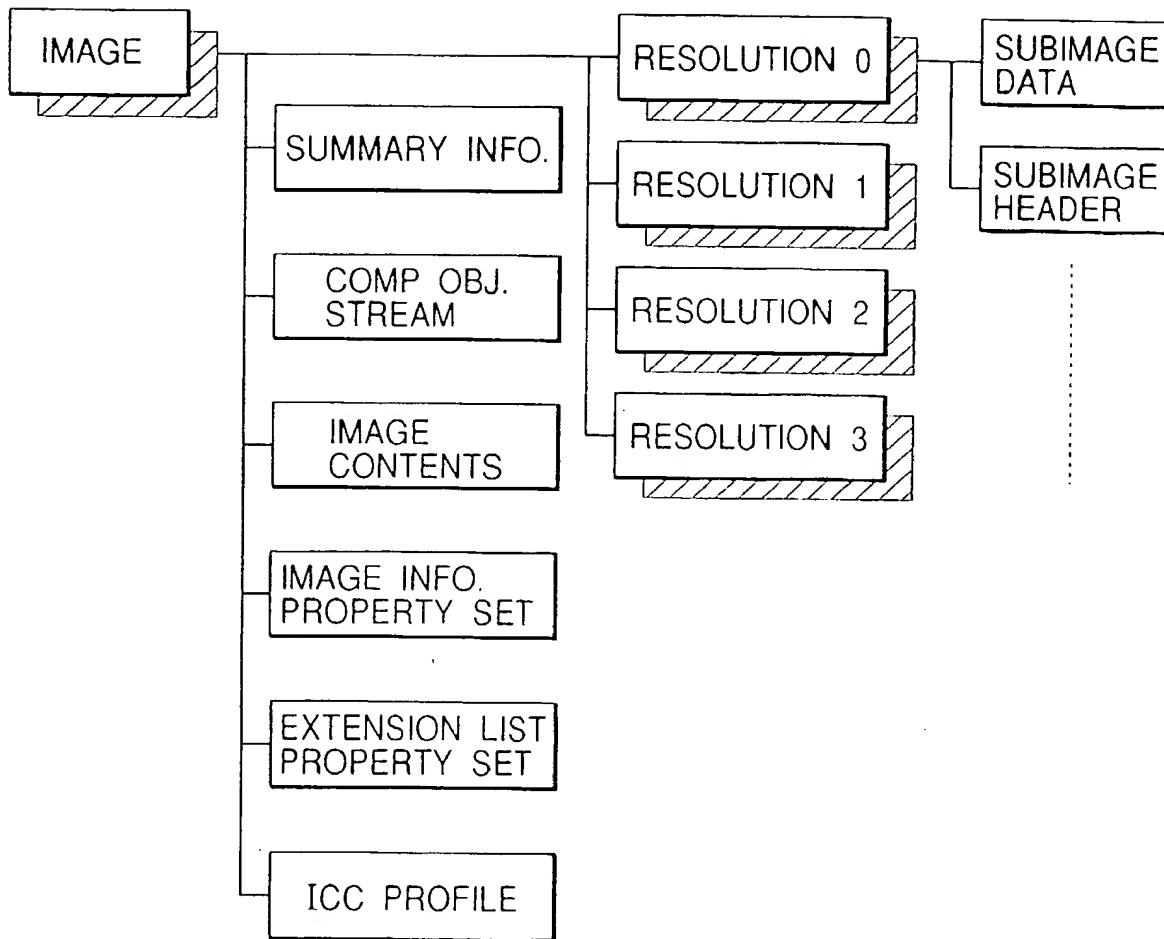 IMAGE
SUMMARY INFO.
COMP OBJ.
STREAM
IMAGE
CONTENTS
IMAGE INFO.
PROPERTY SET
EXTENSION LIST
PROPERTY SET
ICC PROFILE
RESOLUTION 0
RESOLUTION 1
RESOLUTION 2
RESOLUTION 3
SUBIMAGE
DATA
SUBIMAGE
HEADER